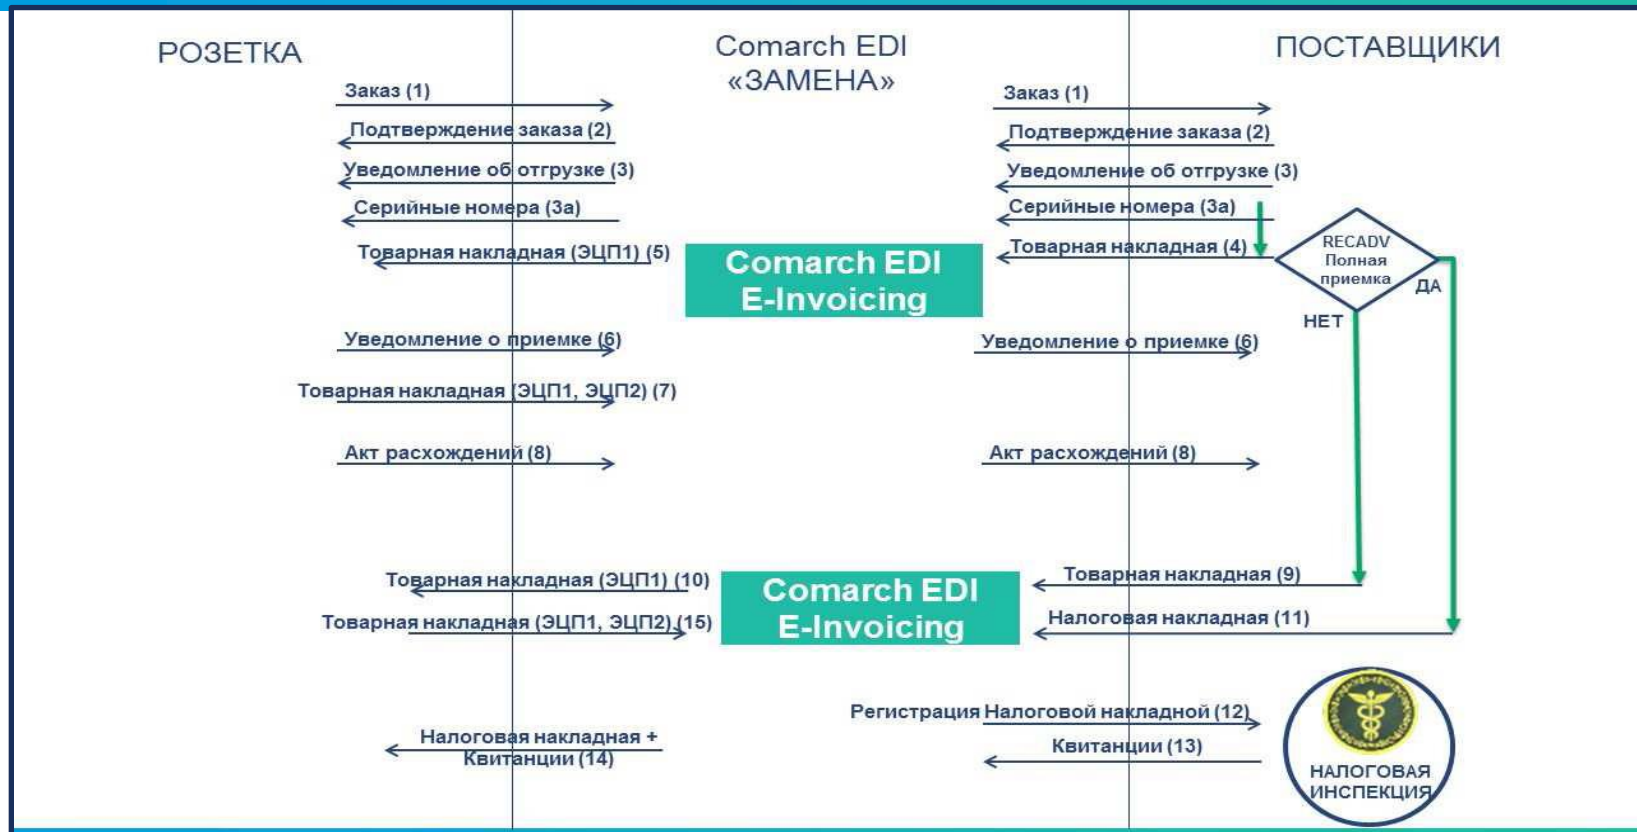 РОЗЕТКА
Comarch EDI
«ЗАМЕНА»
ПОСТАВЩИКИ
Заказ (1)
Заказ (1)
Подтверждение заказа (2)
Подтверждение заказа (2)
Уведомление об отгрузке (3)
Уведомление об отгрузке (3)
Серийные номера (3а)
Серийные номера (3а)
Товарная накладная (ЭЦП1) (5)
Comarch EDI
E-Invoicing
Товарная накладная (4)
RECADV
Полная
приемка
ДА
НЕТ
Уведомление о приемке (6)
Уведомление о приемке (6)
Товарная накладная (ЭЦП1, ЭЦП2) (7)
Акт расхождений (8)
Акт расхождений (8)
Товарная накладная (ЭЦП1) (10)
Comarch EDI
E-Invoicing
Товарная накладная (9)
Товарная накладная (ЭЦП1, ЭЦП2) (15)
Налоговая накладная (11)
Регистрация Налоговой накладной (12)
Налоговая накладная +
Квитанции (14)
Квитанции (13)
НАЛОГОВАЯ
ИНСПЕКЦИЯ